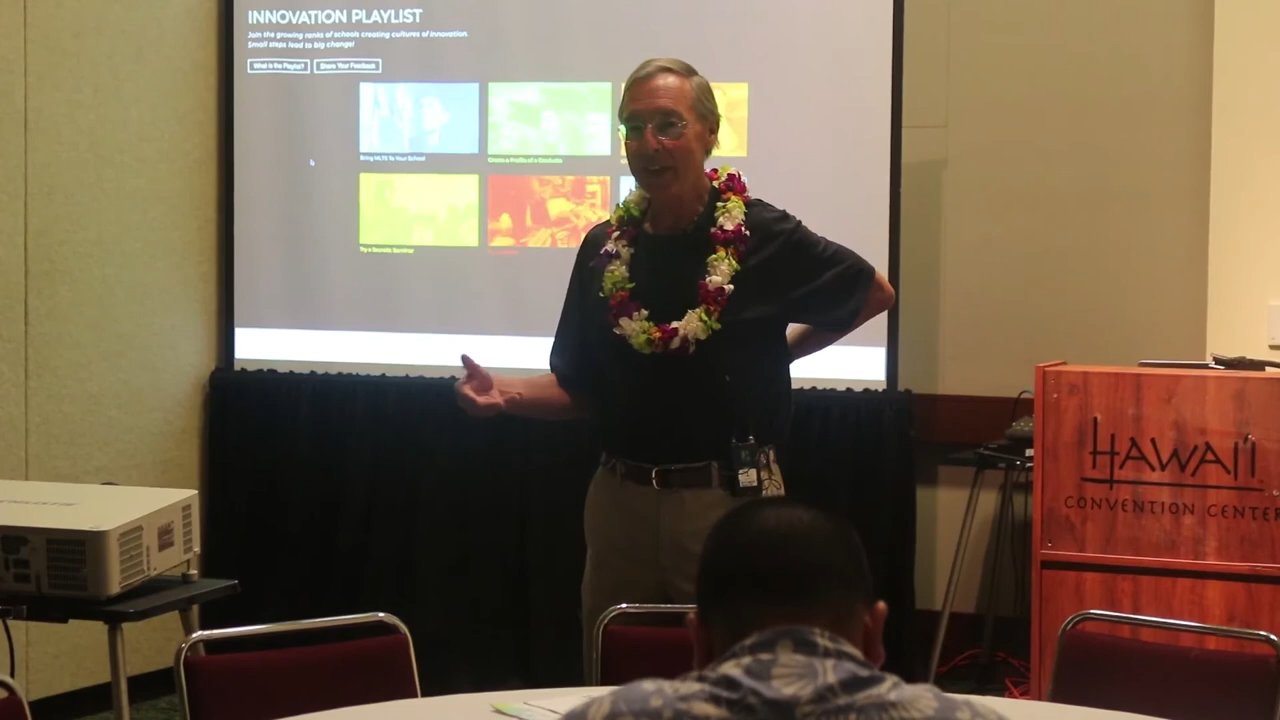 INNOVATION PLAYLIST
Join the growing ranks of schools creating cultures of innovation.
Small steps lead to big change!
What is the Playlist?
Share Your Feedback
Bring MLTS To Your School
Create a Profile of a Graduate
Try a Socratic Seminar
HAWAI'I
CONVENTION CENTER